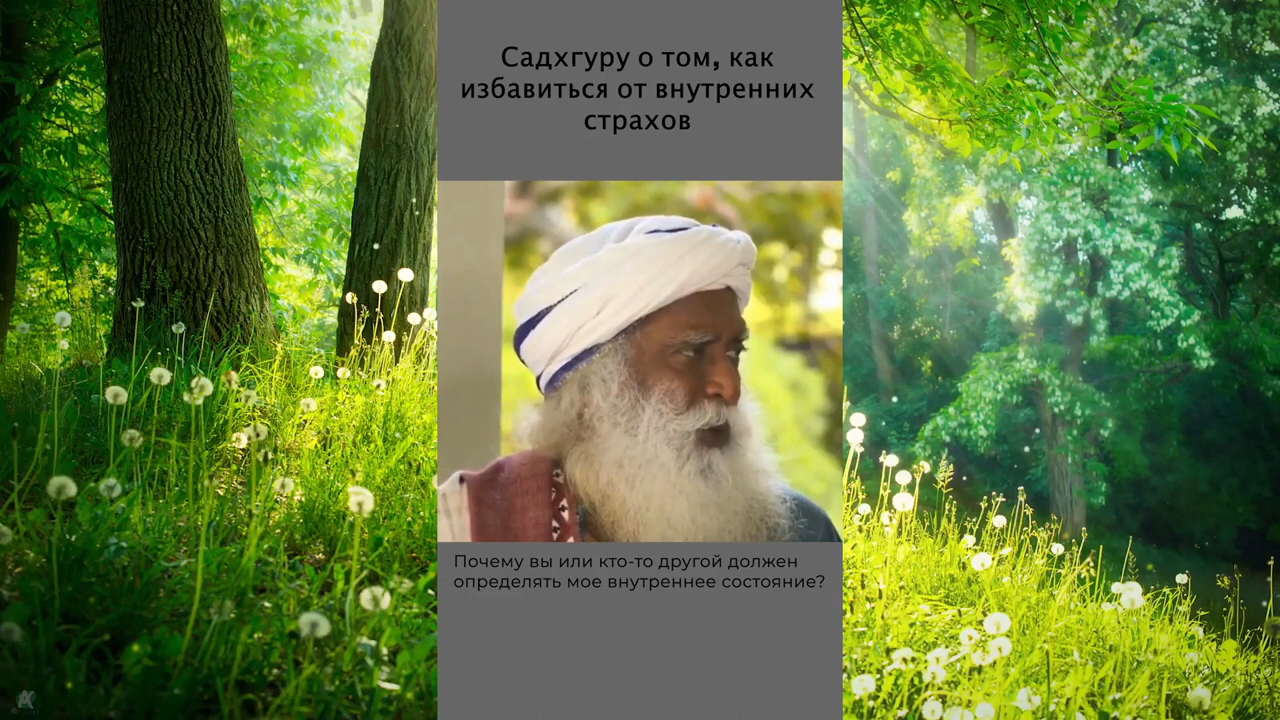 Садхгуру о том, как
избавиться от внутренних
страхов
Почему вы или кто-то другой должен
определять мое внутреннее состояние?